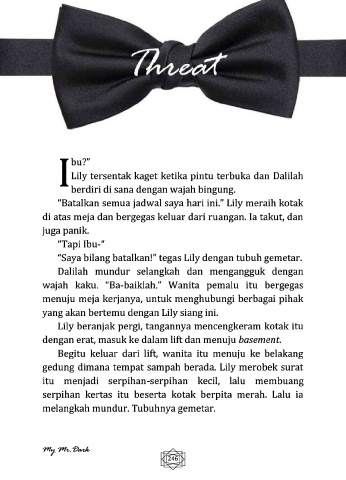 Threat
Ibu?"
Lily tersentak kaget ketika pintu terbuka dan Dalilah
berdiri di sana dengan wajah bingung.
"Batalkan semua jadwal saya hari ini." Lily meraih kotak
di atas meja dan bergegas keluar dari ruangan. Ia takut, dan
juga panik.
"Tapi Ibu-"
"Saya bilang batalkan!" tegas Lily dengan tubuh gemetar.
Dalilah mundur selangkah dan mengangguk dengan
wajah kaku. "Ba-baiklah." Wanita pemalu itu bergegas
menuju meja kerjanya, untuk menghubungi berbagai pihak
yang akan bertemu dengan Lily siang ini.
Lily beranjak pergi, tangannya mencengkeram kotak itu
dengan erat, masuk ke dalam lift dan menuju basement.
Begitu keluar dari lift, wanita itu menuju ke belakang
gedung dimana tempat sampah berada. Lily merobek surat
itu menjadi serpihan-serpihan kecil, lalu membuang
serpihan kertas itu beserta kotak berpita merah. Lalu ia
melangkah mundur. Tubuhnya gemetar.
My Mr. Dark
246